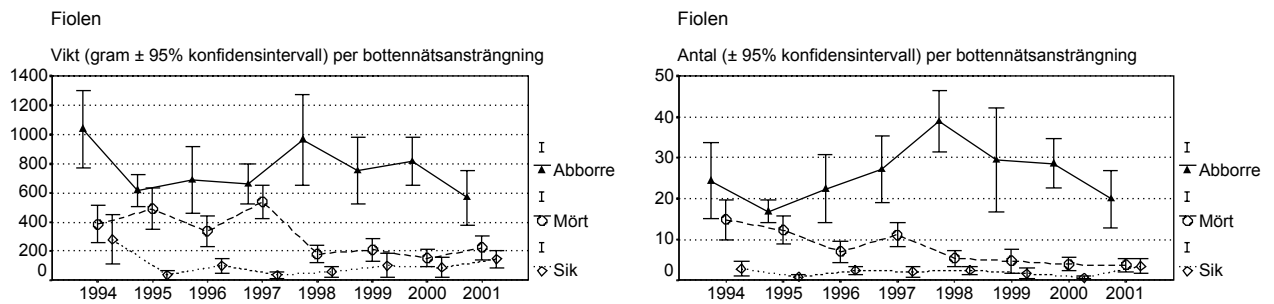 Fiolen
Vikt (gram ± 95% konfidensintervall) per bottennätsansträngning
1400
1200
1000
800
600
400
200
0
1994 1995 1996 1997 1998 1999 2000 2001
Abborre
Mört
Sik
Fiolen
Antal (± 95% konfidensintervall) per bottennätsansträngning
50
40
30
20
10
0
1994 1995 1996 1997 1998 1999 2000 2001
Abborre
Mört
Sik